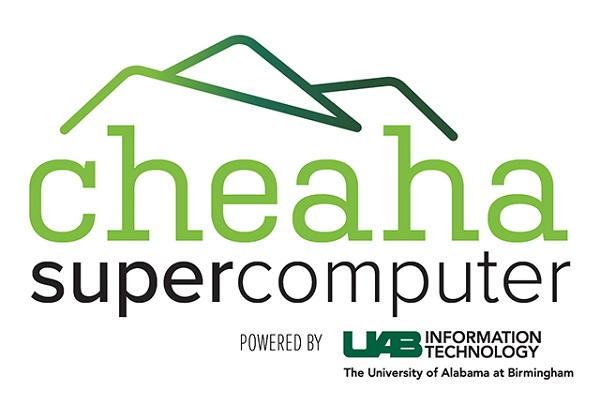 cheaha
supercomputer
POWERED BY UAB INFORMATION
TECHNOLOGY
The University of Alabama at Birmingham